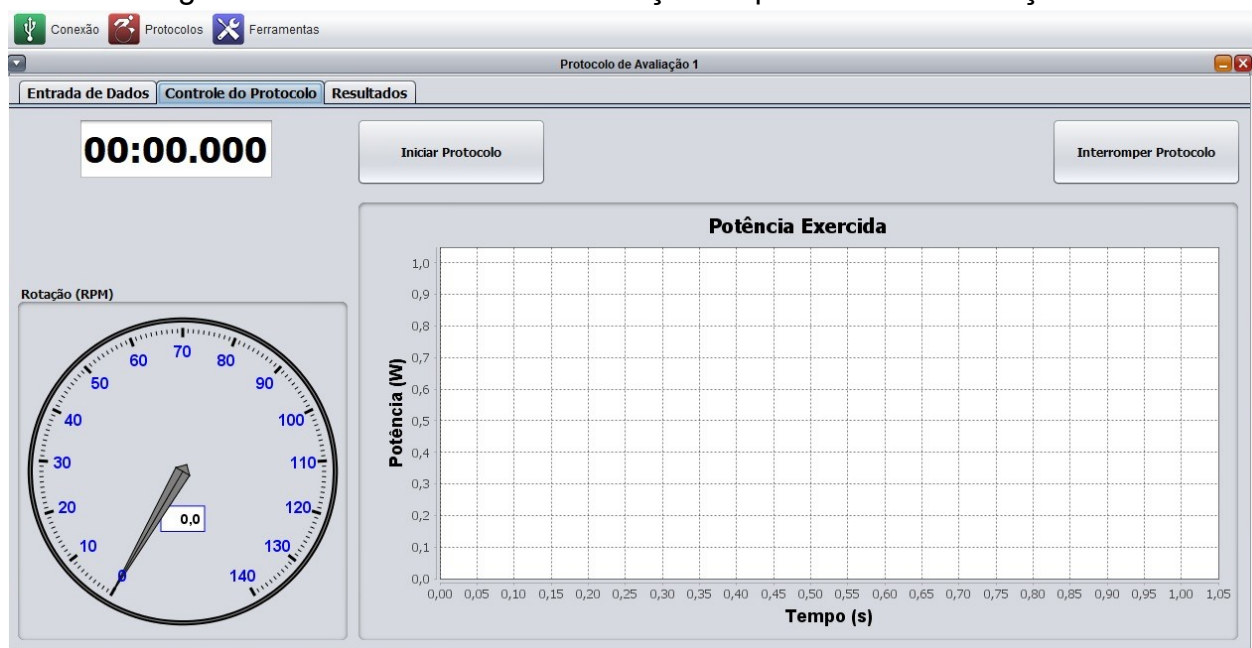 Conexão Protocolos Ferramentas
Protocolo de Avaliação 1
Entrada de Dados Controle do Protocolo Resultados
00:00.000
Iniciar Protocolo
Interromper Protocolo
Rotação (RPM)
0
10
20
30
40
50
60
70
80
90
100
110
120
130
140
0,0
Potência Exercida
Potência (W)
1,0
0,9
0,8
0,7
0,6
0,5
0,4
0,3
0,2
0,1
0,0
0,00 0,05 0,10 0,15 0,20 0,25 0,30 0,35 0,40 0,45 0,50 0,55 0,60 0,65 0,70 0,75 0,80 0,85 0,90 0,95 1,00 1,05
Tempo (s)